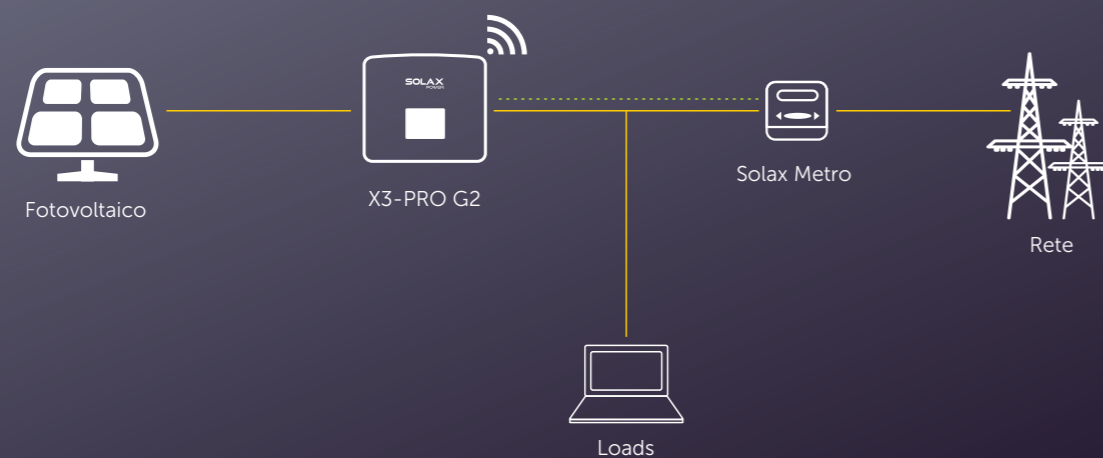 SOLAX
POWER
Fotovoltaico
X3-PRO G2
Solax Metro
Rete
Loads